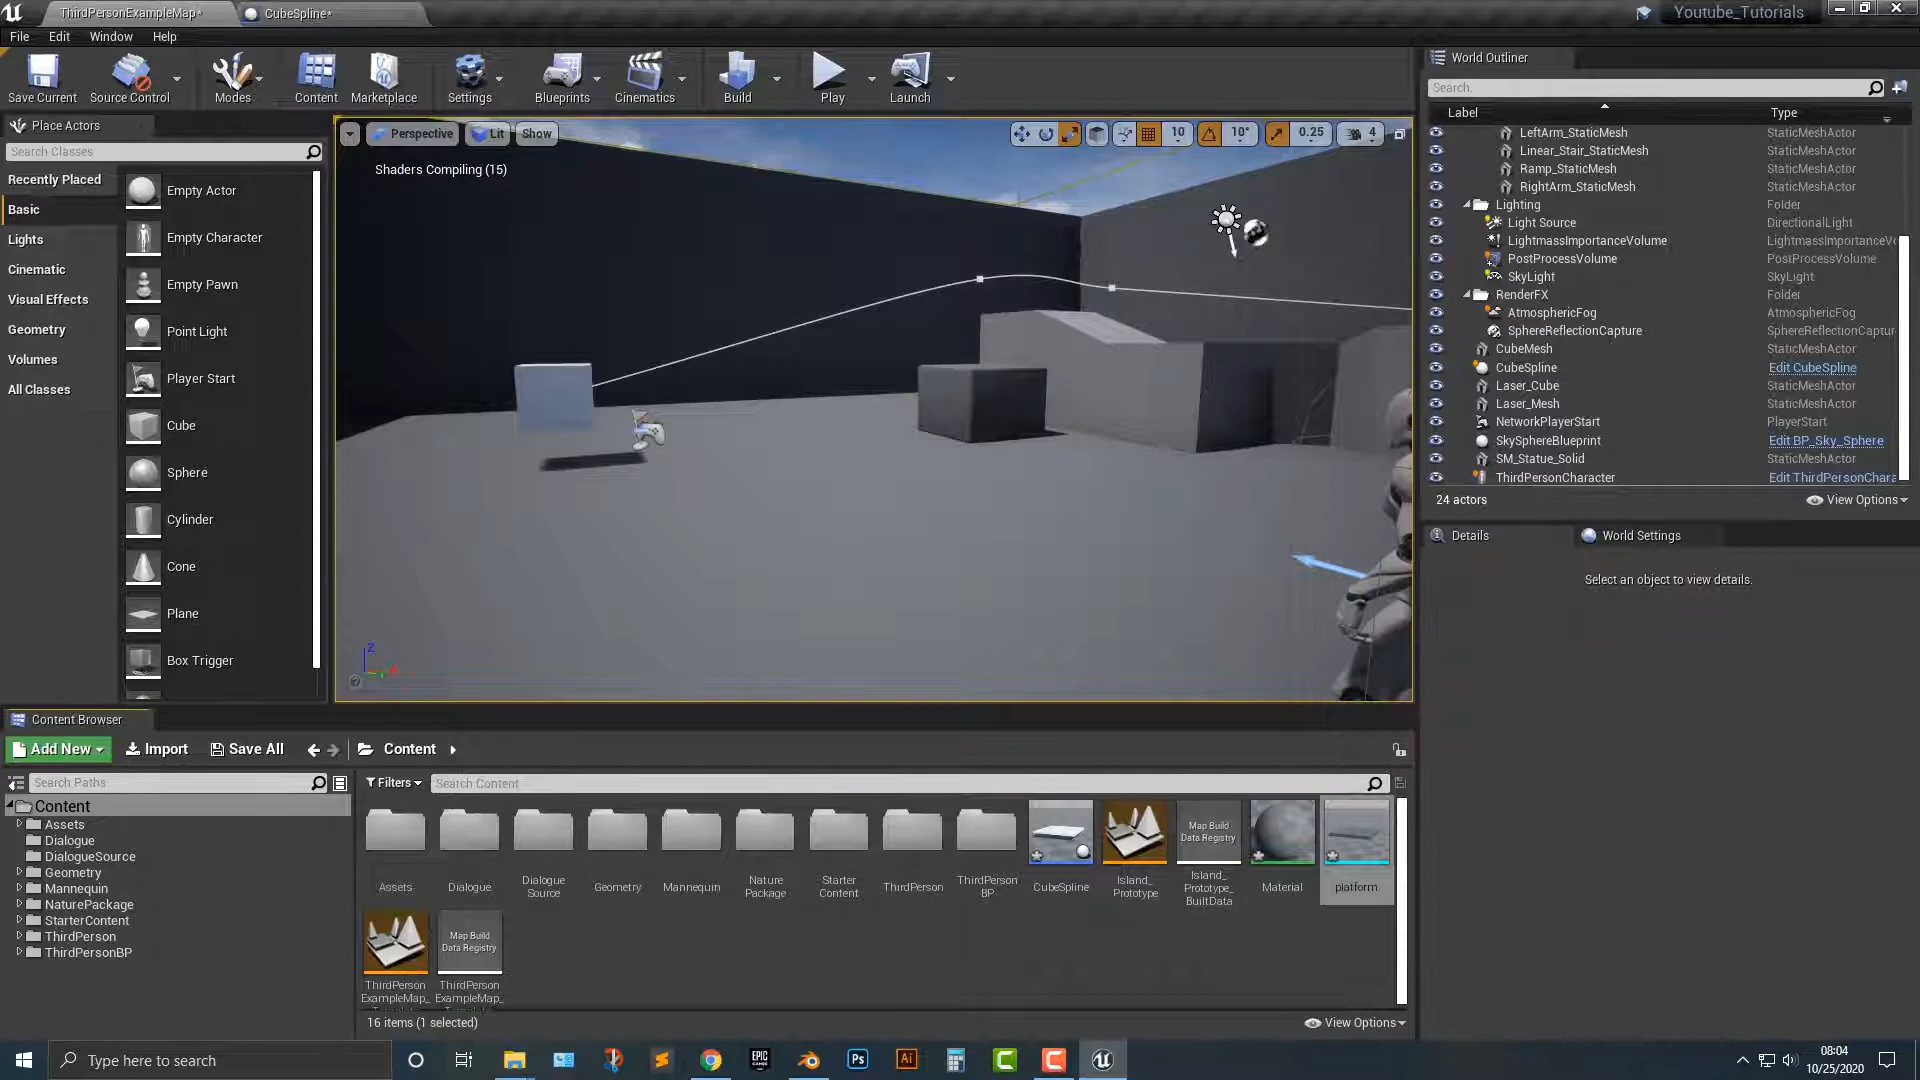 ThirdPersonExampleMap*
CubeSpline*
Youtube_Tutorials
File Edit Window Help
Save Current
Source Control
Modes
Content
Marketplace
Settings
Blueprints
Cinematics
Build
Play
Launch
Place Actors
Search Classes
Recently Placed
Basic
Lights
Cinematic
Visual Effects
Geometry
Volumes
All Classes
Empty Actor
Empty Character
Empty Pawn
Point Light
Player Start
Cube
Sphere
Cylinder
Cone
Plane
Box Trigger
Perspective Lit Show
10 10° 0.25 4
Shaders Compiling (15)
Z
World Outliner
Search.
Label Type
LeftArm_StaticMesh StaticMeshActor
Linear_Stair_StaticMesh StaticMeshActor
Ramp_StaticMesh StaticMeshActor
RightArm_StaticMesh StaticMeshActor
Lighting Folder
Light Source DirectionalLight
LightmassImportanceVolume LightmassImportanceVo
PostProcessVolume PostProcessVolume
SkyLight SkyLight
RenderFX Folder
AtmosphericFog AtmosphericFog
SphereReflectionCapture SphereReflectionCaptur
CubeMesh StaticMeshActor
CubeSpline Edit CubeSpline
Laser_Cube StaticMeshActor
Laser_Mesh StaticMeshActor
NetworkPlayerStart PlayerStart
SkySphereBlueprint Edit BP_Sky_Sphere
SM_Statue_Solid StaticMeshActor
ThirdPersonCharacter Edit ThirdPersonChara
24 actors View Options
Details World Settings
Select an object to view details.
Content Browser
Add New Import Save All Content
Search Paths
Content
Assets
Dialogue
DialogueSource
Geometry
Mannequin
NaturePackage
StarterContent
ThirdPerson
ThirdPersonBP
Filters Search Content
Assets
Dialogue
Dialogue
Source
Geometry
Mannequin
Nature
Package
Starter
Content
ThirdPerson
ThirdPerson
BP
CubeSpline
Island_
Prototype
Map Build
Data Registry
Island_
Prototype_
BuiltData
Material
platform
ThirdPerson
ExampleMap_
Map Build
Data Registry
ThirdPerson
ExampleMap_
16 items (1 selected) View Options
Type here to search
EPIC
GAMES
Ps
Ai
08:04
10/25/2020